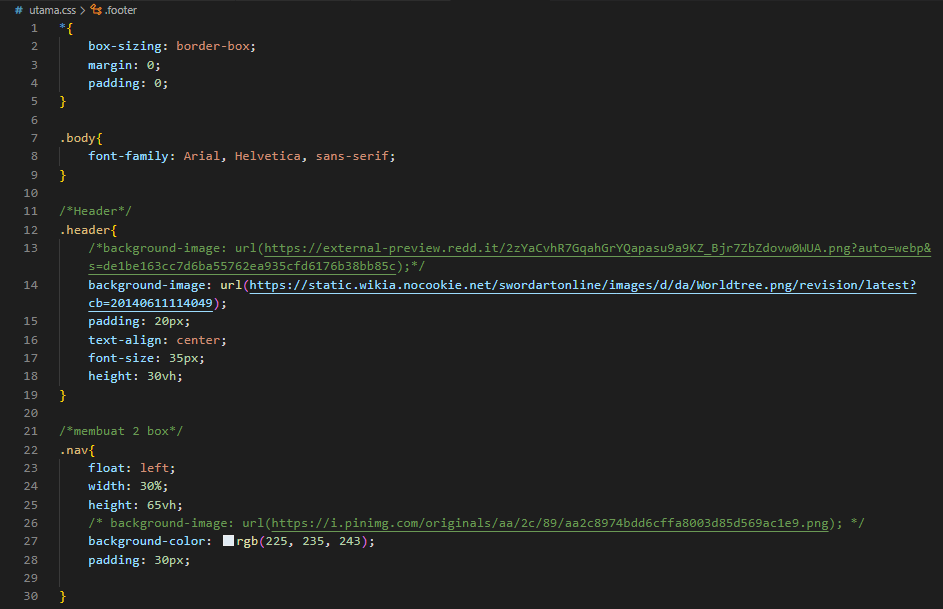 # utama.css > .footer
1 *{
2 box-sizing: border-box;
3 margin: 0;
4 padding: 0;
5 }
6
7 .body{
8 font-family: Arial, Helvetica, sans-serif;
9 }
10
11 /*Header*/
12 .header{
13 /*background-image: url(https://external-preview.redd.it/2zYaCvhR7GqahGrYQapasu9a9KZ_Bjr7ZbZdovw0WUA.png?auto=webp&
s=de1be163cc7d6ba55762ea935cfd6176b38bb85c);*/
14 background-image: url(https://static.wikia.nocookie.net/swordartonline/images/d/da/Worldtree.png/revision/latest?
cb=20140611114049);
15 padding: 20px;
16 text-align: center;
17 font-size: 35px;
18 height: 30vh;
19 }
20
21 /*membuat 2 box*/
22 .nav{
23 float: left;
24 width: 30%;
25 height: 65vh;
26 /* background-image: url(https://i.pinimg.com/originals/aa/2c/89/aa2c8974bdd6cffa8003d85d569ac1e9.png); */
27 background-color: rgb(225, 235, 243);
28 padding: 30px;
29
30 }